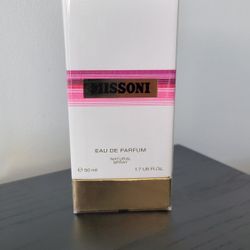 MISSONI
EAU DE PARFUM
NATURAL
SPRAY
℮ 50 ml 1.7 US FL.OZ.